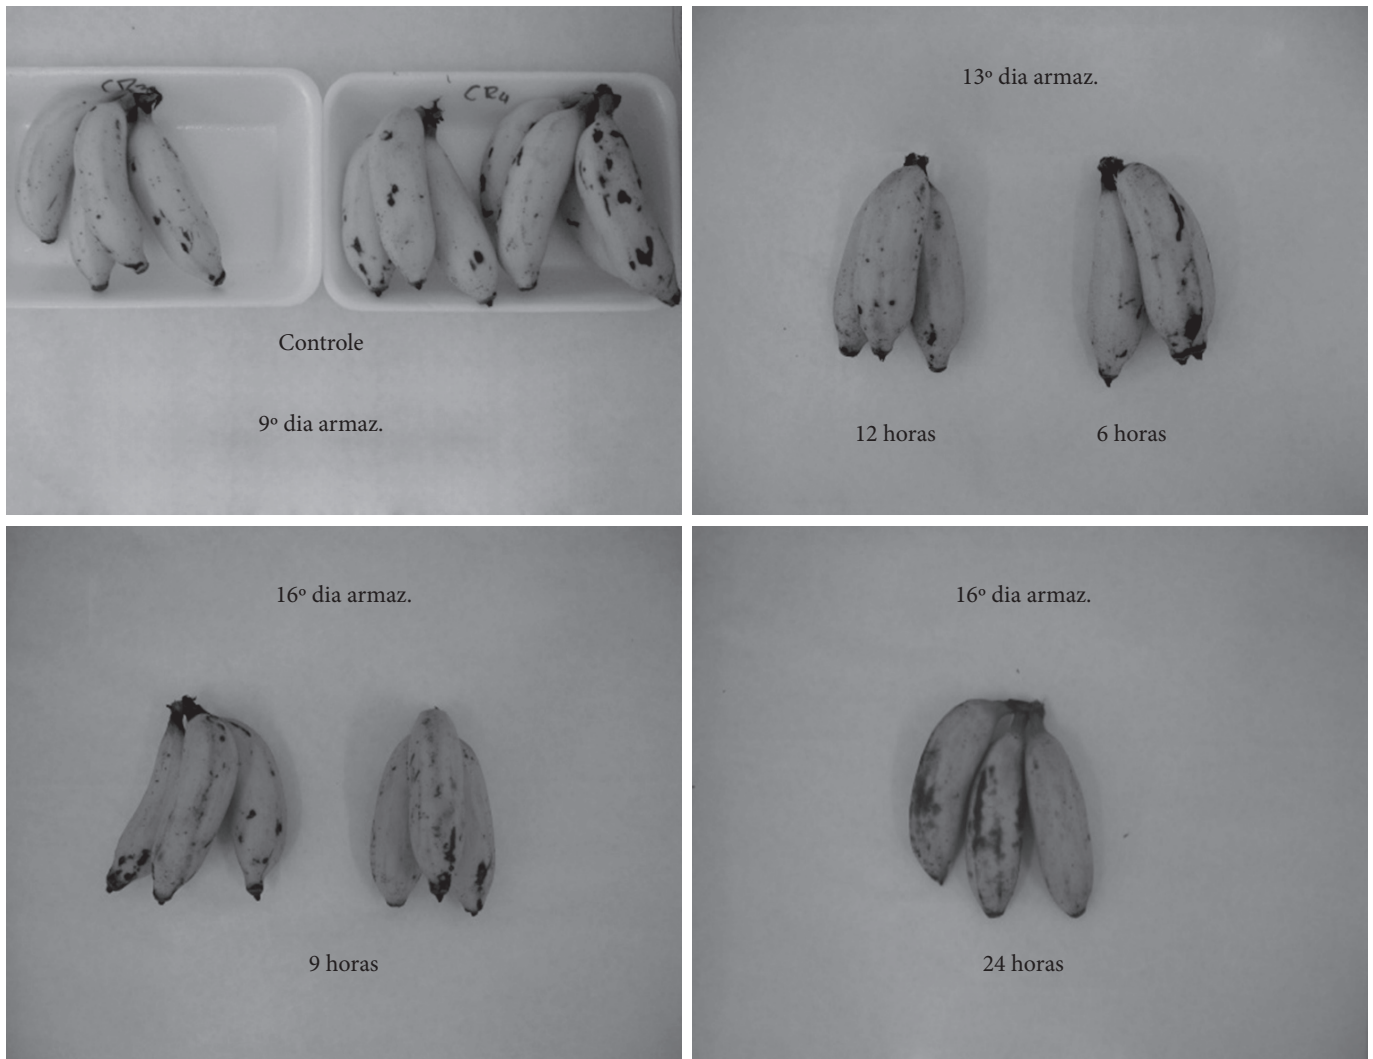 CR4
Controle
9º dia armaz.
13º dia armaz.
12 horas
6 horas
16º dia armaz.
9 horas
16º dia armaz.
24 horas